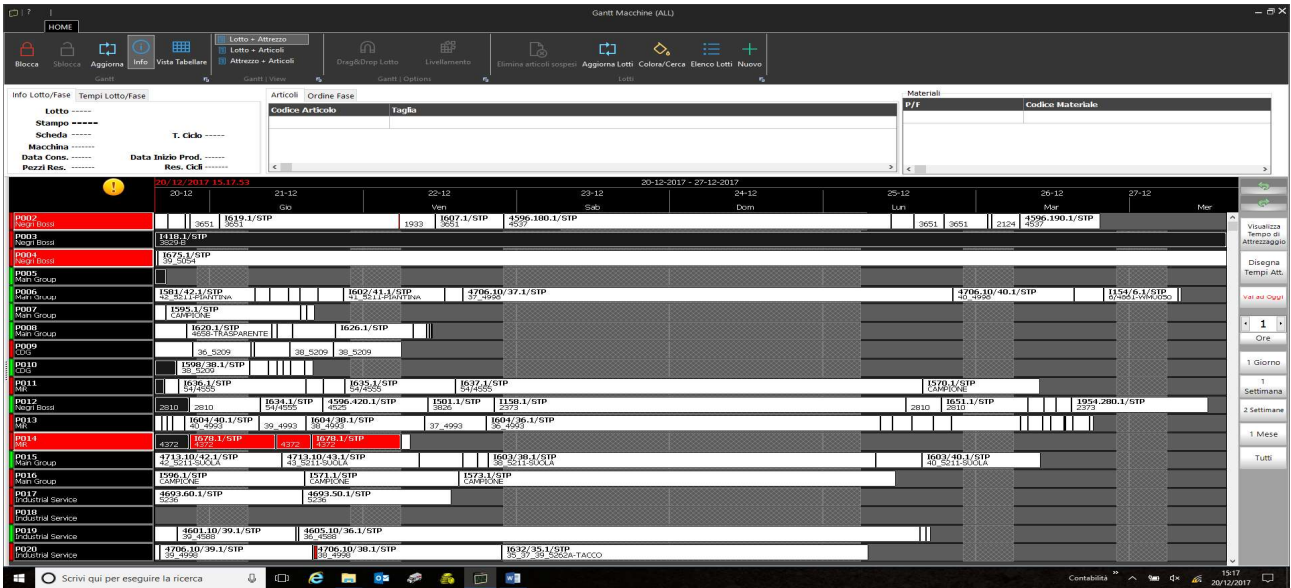 Gantt Macchine (ALL)
HOME
Blocca
Sblocca
Aggiorna
Info
Vista Tabellare
Lotto + Attrezzo
Lotto + Articoli
Attrezzo + Articoli
Drag&Drop Lotto
Livellamento
Elimina articoli sospesi
Aggiorna Lotti
Colora/Cerca
Elenco Lotti
Nuovo
Gantt
Gantt | View
Gantt | Options
Lotti
Info Lotto/Fase Tempi Lotto/Fase
Lotto -----
Stampo -----
Scheda ----- T. Ciclo -----
Macchina -----
Data Cons. ------ Data Inizio Prod. ------
Pezzi Res. ------- Res. Cicli -------
Articoli Ordine Fase
Codice Articolo Taglia
Materiali
P/F Codice Materiale
20/12/2017 15.17.53 20-12-2017 - 27-12-2017
20-12 21-12 22-12 23-12 24-12 25-12 26-12 27-12
Gio Ven Sab Dom Lun Mar Mer
P002 I619.1/STP I607.1/STP 4596.180.1/STP 4596.190.1/STP
Negri Bossi 3651 3651 1933 3651 4537 3651 3651 2124 4537
P003 I418.1/STP
Negri Bossi 3829-B
P004 I675.1/STP
Negri Bossi 39_5054
P005
Main Group
P006 I581/42.1/STP I602/41.1/STP 4706.10/37.1/STP 4706.10/40.1/STP I154/6.1/STP
Main Group 42_5211-PIANTINA 41_5211-PIANTINA 37_4998 40_4998 6/4661-WMU050
P007 I595.1/STP
Main Group CAMPIONE
P008 I620.1/STP I626.1/STP
Main Group 4658-TRASPARENTE
P009
CDG 36_5209 38_5209 38_5209
P010 I598/38.1/STP
CDG 38_5209
P011 I636.1/STP I635.1/STP I637.1/STP I570.1/STP
MIR 54/4555 54/4555 54/4555 CAMPIONE
P012 I634.1/STP 4596.420.1/STP I501.1/STP I158.1/STP I651.1/STP 1954.280.1/STP
Negri Bossi 2810 2810 54/4555 4525 3826 2373 2810 2810 2373
P013 I604/40.1/STP I604/38.1/STP I604/36.1/STP
MIR 40_4993 39_4993 38_4993 37_4993 36_4993
P014 I678.1/STP I678.1/STP
MIR 4372 4372 4372 4372
P015 4713.10/42.1/STP 4713.10/43.1/STP I603/38.1/STP I603/40.1/STP
Main Group 42_5211-SUOLA 43_5211-SUOLA 38_5211-SUOLA 40_5211-SUOLA
P016 I596.1/STP I571.1/STP I573.1/STP
Main Group CAMPIONE CAMPIONE CAMPIONE
P017 4693.60.1/STP 4693.50.1/STP
Industrial Service 5236 5236
P018
Industrial Service
P019 4601.10/39.1/STP 4605.10/36.1/STP
Industrial Service 39_4588 36_4588
P020 4706.10/39.1/STP 4706.10/38.1/STP I632/35.1/STP
Industrial Service 39_4998 38_4998 35_37_39_5262A-TACCO
Visualizza
Tempo di
Attrezzaggio
Disegna
Tempi Att.
Vai ad Oggi
1
Ore
1 Giorno
1
Settimana
2 Settimane
1 Mese
Tutti
Scrivi qui per eseguire la ricerca
Contabilità
15:17
20/12/2017